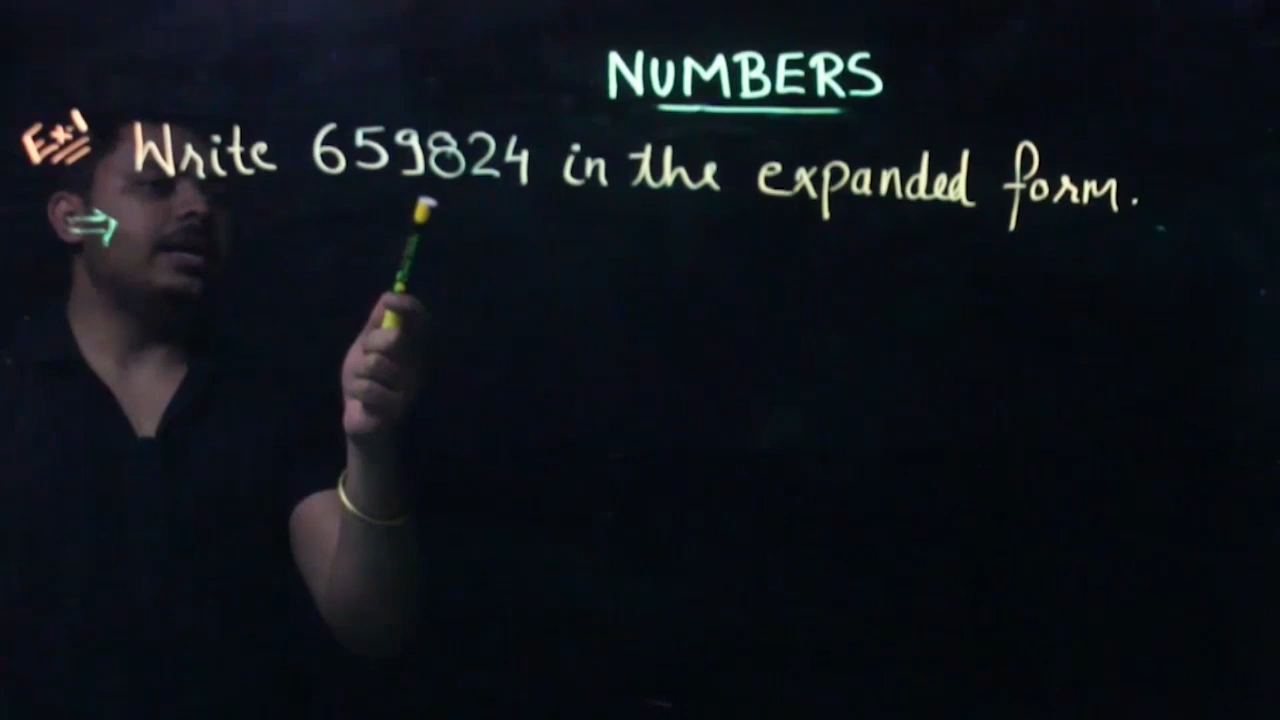 NUMBERS
Ex.1 Write 659824 in the expanded form.
⇒